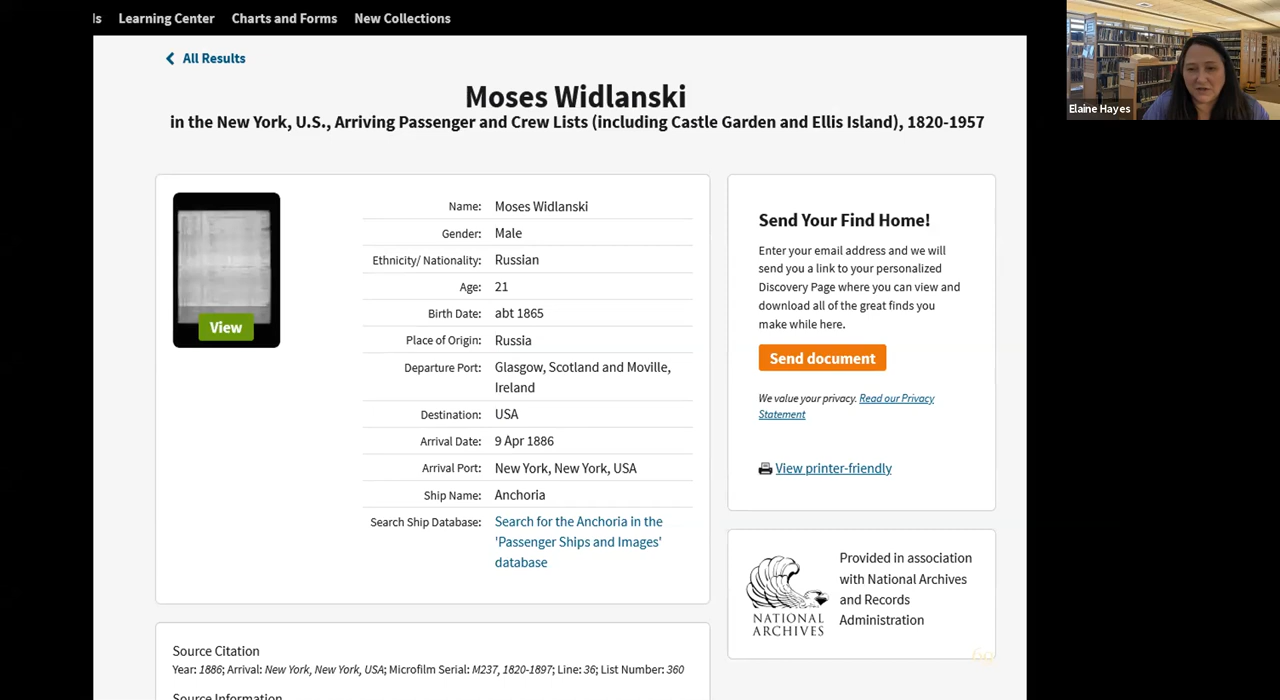 ls Learning Center Charts and Forms New Collections
Elaine Hayes
All Results
Moses Widlanski
in the New York, U.S., Arriving Passenger and Crew Lists (including Castle Garden and Ellis Island), 1820-1957
View
Name: Moses Widlanski
Gender: Male
Ethnicity/ Nationality: Russian
Age: 21
Birth Date: abt 1865
Place of Origin: Russia
Departure Port: Glasgow, Scotland and Moville,
Ireland
Destination: USA
Arrival Date: 9 Apr 1886
Arrival Port: New York, New York, USA
Ship Name: Anchoria
Search Ship Database: Search for the Anchoria in the
'Passenger Ships and Images'
database
Send Your Find Home!
Enter your email address and we will
send you a link to your personalized
Discovery Page where you can view and
download all of the great finds you
make while here.
Send document
We value your privacy. Read our Privacy
Statement
View printer-friendly
Provided in association
with National Archives
and Records
Administration
NATIONAL
ARCHIVES
Source Citation
Year: 1886; Arrival: New York, New York, USA; Microfilm Serial: M237, 1820-1897; Line: 36; List Number: 360
Source Information